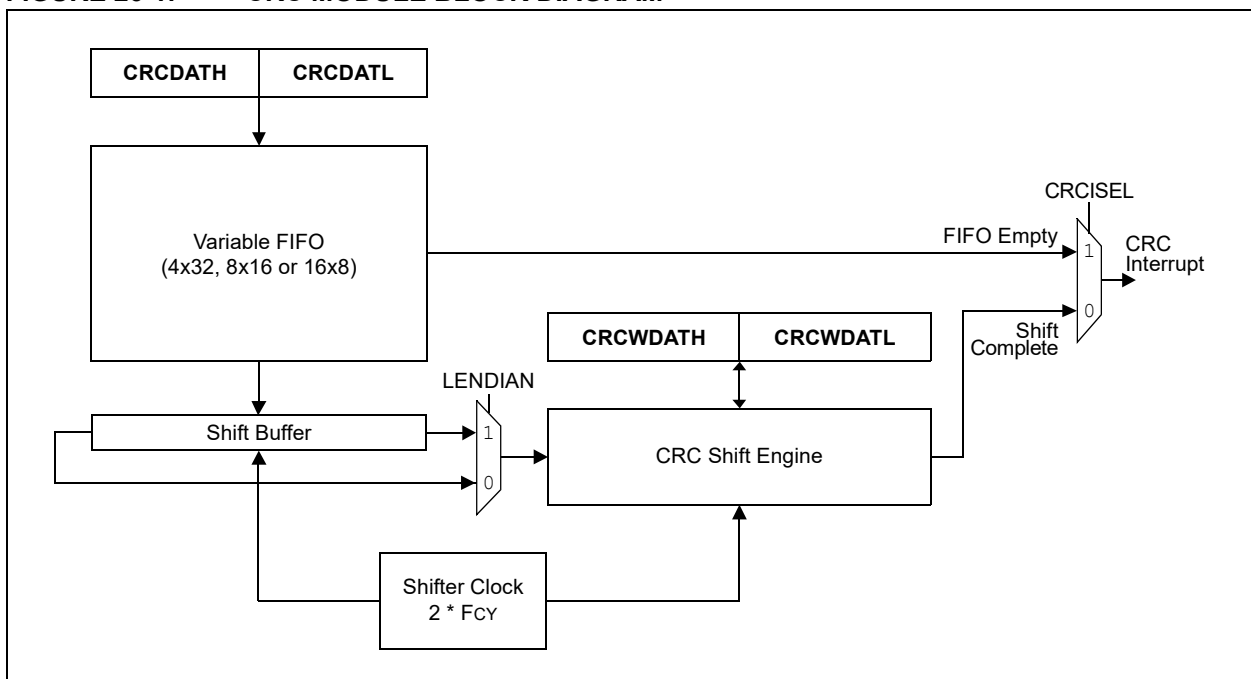 CRCDATH CRCDATL
Variable FIFO
(4x32, 8x16 or 16x8)
CRCISEL
FIFO Empty
1
CRC
Interrupt
0
Shift
Complete
CRCWDATH CRCWDATL
LENDIAN
Shift Buffer
1
0
CRC Shift Engine
Shifter Clock
2 * FCY